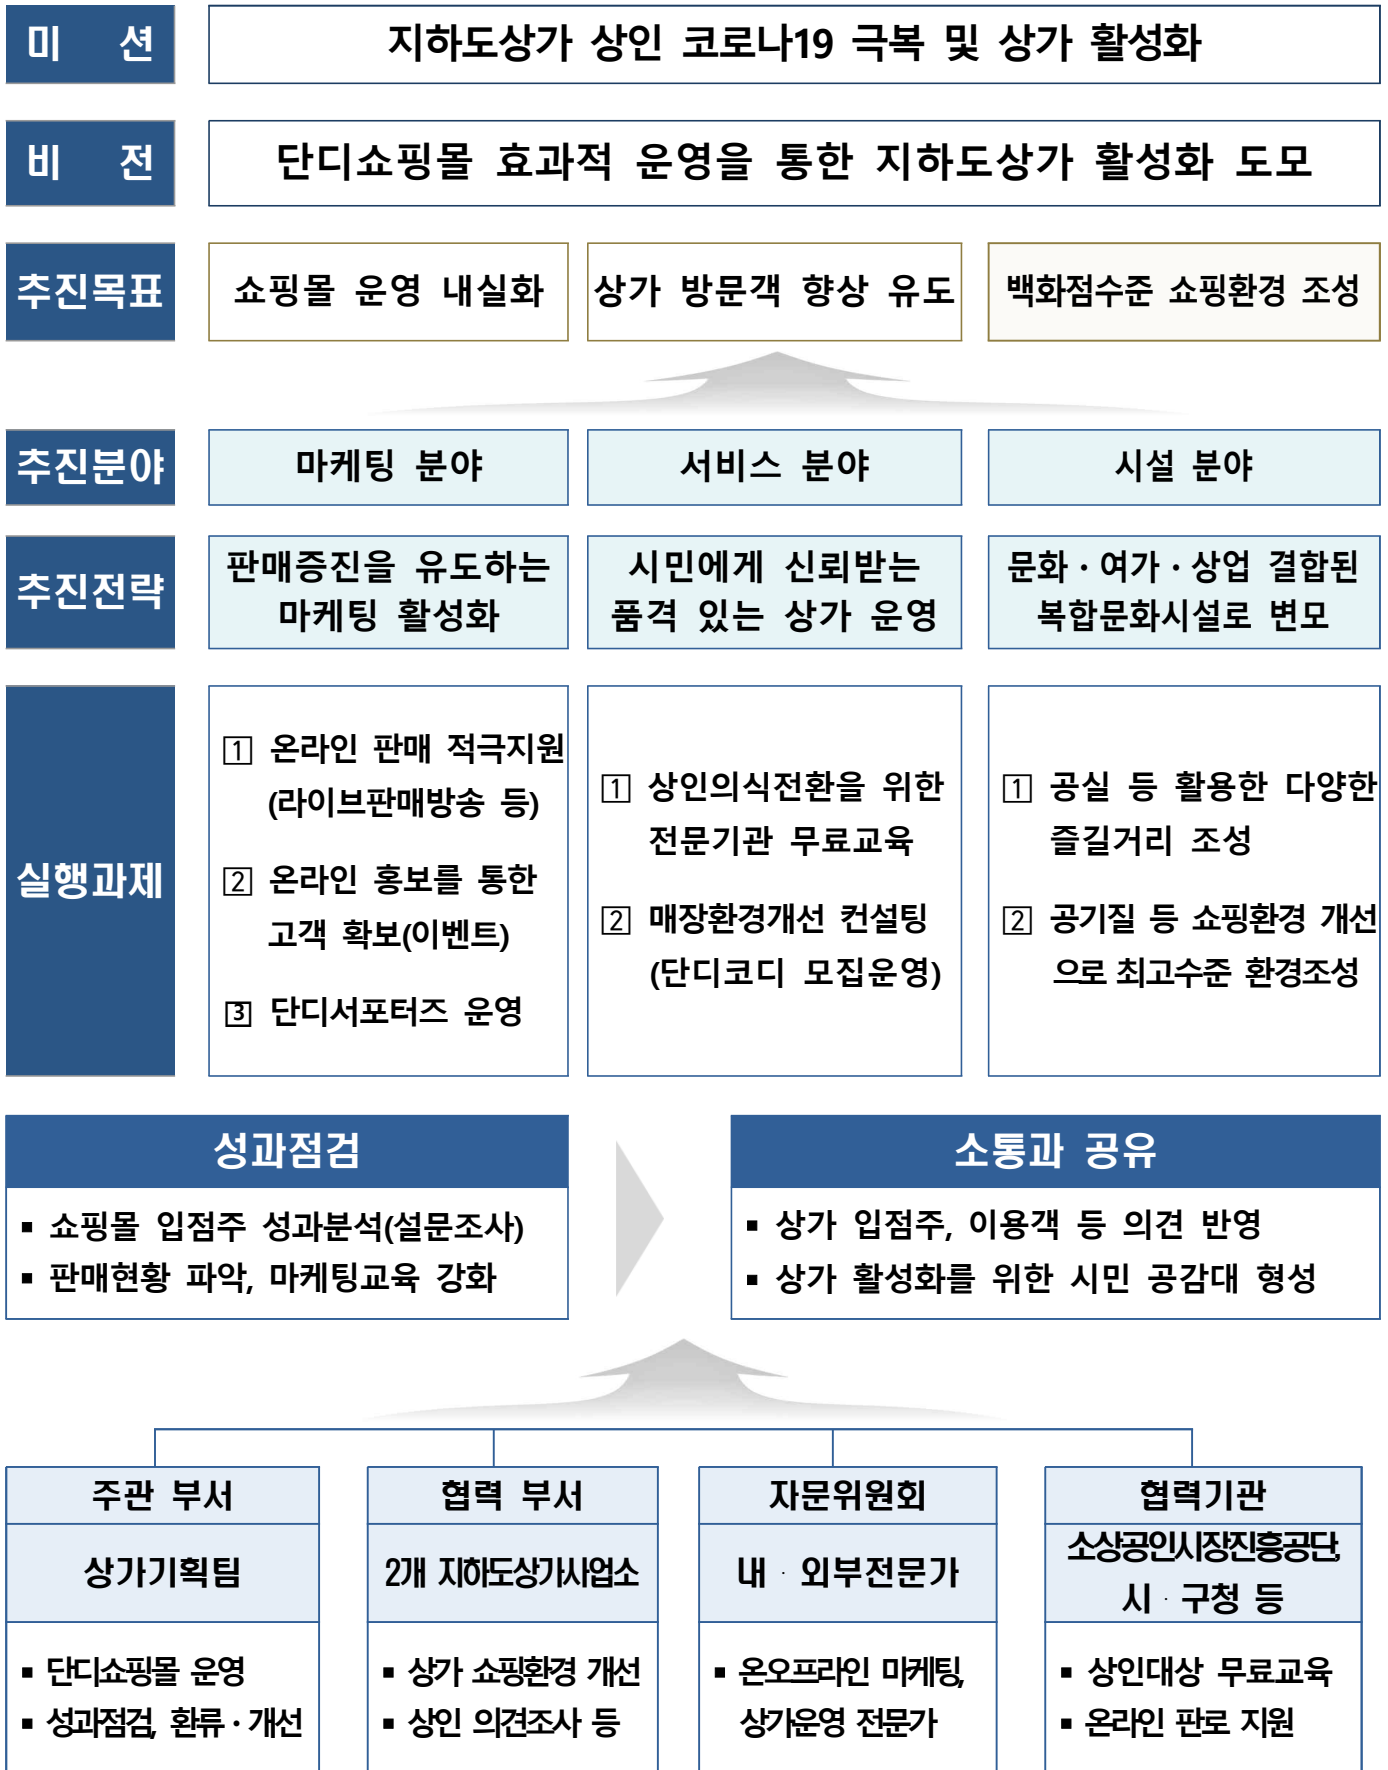 미 션
지하도상가 상인 코로나19 극복 및 상가 활성화
비 전
단디쇼핑몰 효과적 운영을 통한 지하도상가 활성화 도모
추진목표
쇼핑몰 운영 내실화
상가 방문객 향상 유도
백화점수준 쇼핑환경 조성
추진분야
마케팅 분야
서비스 분야
시설 분야
추진전략
판매증진을 유도하는
마케팅 활성화
시민에게 신뢰받는
품격 있는 상가 운영
문화・여가・상업 결합된
복합문화시설로 변모
실행과제
1 온라인 판매 적극지원
(라이브판매방송 등)
2 온라인 홍보를 통한
고객 확보(이벤트)
3 단디서포터즈 운영
1 상인의식전환을 위한
전문기관 무료교육
2 매장환경개선 컨설팅
(단디코디 모집운영)
1 공실 등 활용한 다양한
즐길거리 조성
2 공기질 등 쇼핑환경 개선
으로 최고수준 환경조성
성과점검
▪ 쇼핑몰 입점주 성과분석(설문조사)
▪ 판매현황 파악, 마케팅교육 강화
소통과 공유
▪ 상가 입점주, 이용객 등 의견 반영
▪ 상가 활성화를 위한 시민 공감대 형성
주관 부서
상가기획팀
▪ 단디쇼핑몰 운영
▪ 성과점검, 환류・개선
협력 부서
2개 지하도상가사업소
▪ 상가 쇼핑환경 개선
▪ 상인 의견조사 등
자문위원회
내・외부전문가
▪ 온오프라인 마케팅,
상가운영 전문가
협력기관
소상공인시장진흥공단,
시・구청 등
▪ 상인대상 무료교육
▪ 온라인 판로 지원